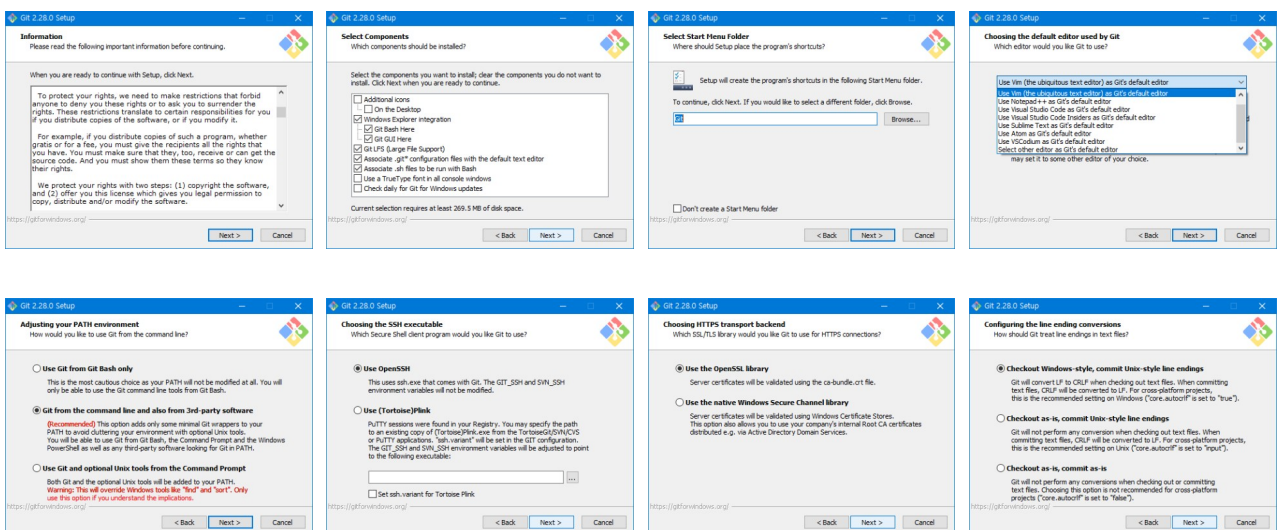 Git 2.28.0 Setup
Information
Please read the following important information before continuing.
When you are ready to continue with Setup, click Next.
To protect your rights, we need to make restrictions that forbid
anyone to deny you these rights or to ask you to surrender the
rights. These restrictions translate to certain responsibilities for you
if you distribute copies of the software, or if you modify it.
For example, if you distribute copies of such a program, whether
gratis or for a fee, you must give the recipients all the rights that
you have. You must make sure that they, too, receive or can get the
source code. And you must show them these terms so they know
their rights.
We protect your rights with two steps: (1) copyright the software,
and (2) offer you this license which gives you legal permission to
copy, distribute and/or modify the software.
https://gitforwindows.org/
Next >
Cancel
Git 2.28.0 Setup
Select Components
Which components should be installed?
Select the components you want to install; clear the components you do not want to
install. Click Next when you are ready to continue.
Additional icons
On the Desktop
Windows Explorer integration
Git Bash Here
Git GUI Here
Git LFS (Large File Support)
Associate .git* configuration files with the default text editor
Associate .sh files to be run with Bash
Use a TrueType font in all console windows
Check daily for Git for Windows updates
Current selection requires at least 269.5 MB of disk space.
https://gitforwindows.org/
< Back
Next >
Cancel
Git 2.28.0 Setup
Select Start Menu Folder
Where should Setup place the program's shortcuts?
Setup will create the program's shortcuts in the following Start Menu folder.
To continue, click Next. If you would like to select a different folder, click Browse.
Git
Browse...
Don't create a Start Menu folder
https://gitforwindows.org/
< Back
Next >
Cancel
Git 2.28.0 Setup
Choosing the default editor used by Git
Which editor would you like Git to use?
Use Vim (the ubiquitous text editor) as Git's default editor
Use Vim (the ubiquitous text editor) as Git's default editor
Use Notepad++ as Git's default editor
Use Visual Studio Code as Git's default editor
Use Visual Studio Code Insiders as Git's default editor
Use Sublime Text as Git's default editor
Use Atom as Git's default editor
Use VSCodium as Git's default editor
Select other editor as Git's default editor
may set it to some other editor of your choice.
https://gitforwindows.org/
< Back
Next >
Cancel
Git 2.28.0 Setup
Adjusting your PATH environment
How would you like to use Git from the command line?
Use Git from Git Bash only
This is the most cautious choice as your PATH will not be modified at all. You will
only be able to use the Git command line tools from Git Bash.
Git from the command line and also from 3rd-party software
(Recommended) This option adds only some minimal Git wrappers to your
PATH to avoid cluttering your environment with optional Unix tools.
You will be able to use Git from Git Bash, the Command Prompt and the Windows
PowerShell as well as any third-party software looking for Git in PATH.
Use Git and optional Unix tools from the Command Prompt
Both Git and the optional Unix tools will be added to your PATH.
Warning: This will override Windows tools like "find" and "sort". Only
use this option if you understand the implications.
https://gitforwindows.org/
< Back
Next >
Cancel
Git 2.28.0 Setup
Choosing the SSH executable
Which Secure Shell client program would you like Git to use?
Use OpenSSH
This uses ssh.exe that comes with Git. The GIT_SSH and SVN_SSH
environment variables will not be modified.
Use (Tortoise)Plink
PuTTY sessions were found in your Registry. You may specify the path
to an existing copy of (Tortoise)Plink.exe from the TortoiseGit/SVN/CVS
or PuTTY applications. "ssh.variant" will be set in the GIT configuration.
The GIT_SSH and SVN_SSH environment variables will be adjusted to point
to the following executable:
...
Set ssh.variant for Tortoise Plink
https://gitforwindows.org/
< Back
Next >
Cancel
Git 2.28.0 Setup
Choosing HTTPS transport backend
Which SSL/TLS library would you like Git to use for HTTPS connections?
Use the OpenSSL library
Server certificates will be validated using the ca-bundle.crt file.
Use the native Windows Secure Channel library
Server certificates will be validated using Windows Certificate Stores.
This option also allows you to use your company's internal Root CA certificates
distributed e.g. via Active Directory Domain Services.
https://gitforwindows.org/
< Back
Next >
Cancel
Git 2.28.0 Setup
Configuring the line ending conversions
How should Git treat line endings in text files?
Checkout Windows-style, commit Unix-style line endings
Git will convert LF to CRLF when checking out text files. When committing
text files, CRLF will be converted to LF. For cross-platform projects,
this is the recommended setting on Windows ("core.autocrlf" is set to "true").
Checkout as-is, commit Unix-style line endings
Git will not perform any conversion when checking out text files. When
committing text files, CRLF will be converted to LF. For cross-platform projects,
this is the recommended setting on Unix ("core.autocrlf" is set to "input").
Checkout as-is, commit as-is
Git will not perform any conversions when checking out or committing
text files. Choosing this option is not recommended for cross-platform
projects ("core.autocrlf" is set to "false").
https://gitforwindows.org/
< Back
Next >
Cancel